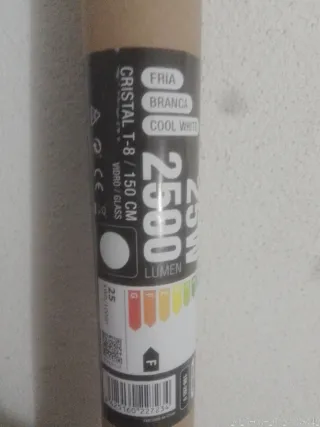 FRIA
BRANCA
COOL WHITE
CRISTAL T-8 / 150 CM
VIDRO / GLASS
25W
2500
LUMEN
CE
G
F
E
F
25